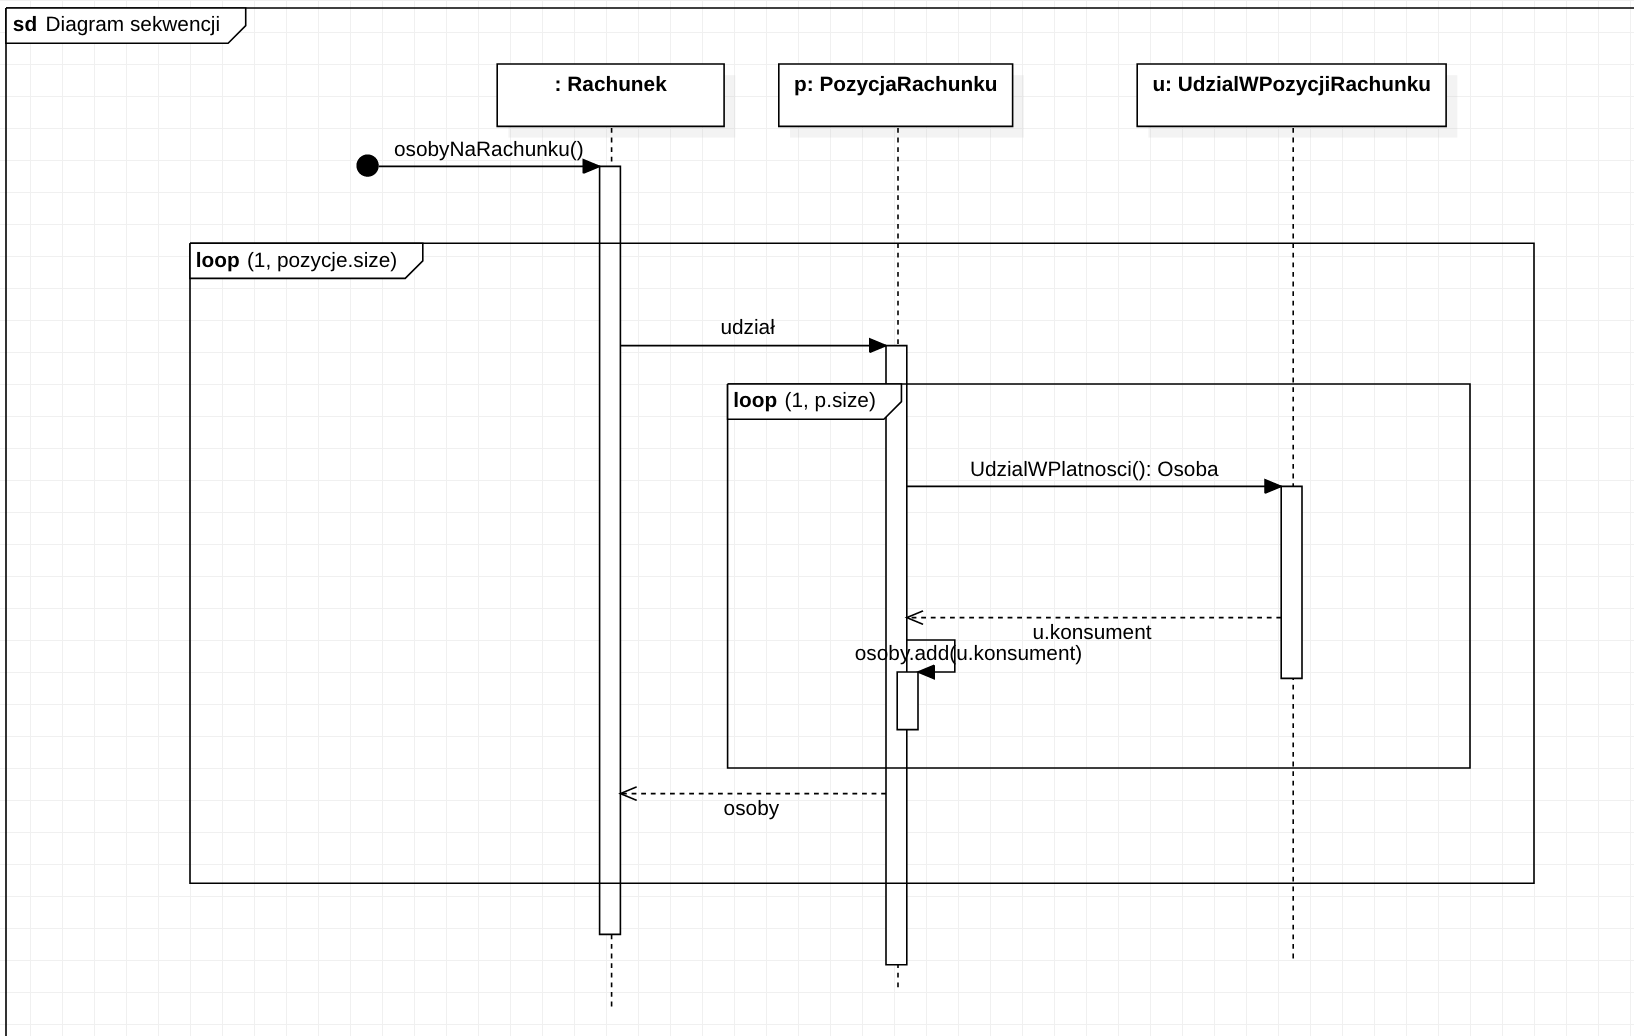 sd Diagram sekwencji
: Rachunek
p: PozycjaRachunku
u: UdzialWPozycjiRachunku
osobyNaRachunku()
loop (1, pozycje.size)
udział
loop (1, p.size)
UdzialWPlatnosci(): Osoba
u.konsument
osoby.add(u.konsument)
osoby